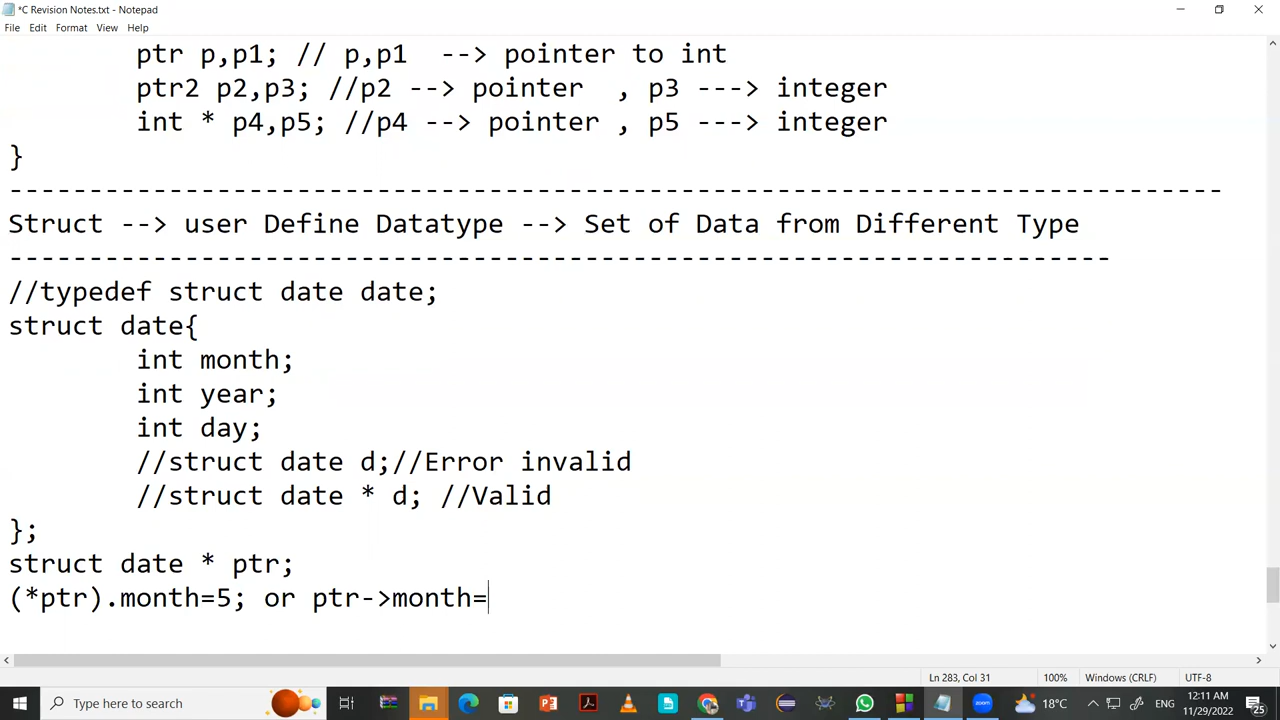 *C Revision Notes.txt - Notepad
File Edit Format View Help
ptr p,p1; // p,p1 --> pointer to int
ptr2 p2,p3; //p2 --> pointer , p3 ---> integer
int * p4,p5; //p4 --> pointer , p5 ---> integer
}
----------------------------------------------------------------------------
Struct --> user Define Datatype --> Set of Data from Different Type
---------------------------------------------------------------------
//typedef struct date date;
struct date{
int month;
int year;
int day;
//struct date d;//Error invalid
//struct date * d; //Valid
};
struct date * ptr;
(*ptr).month=5; or ptr->month=
Ln 283, Col 31 100% Windows (CRLF) UTF-8
Type here to search
18°C ENG
12:11 AM
11/29/2022
25
zoom